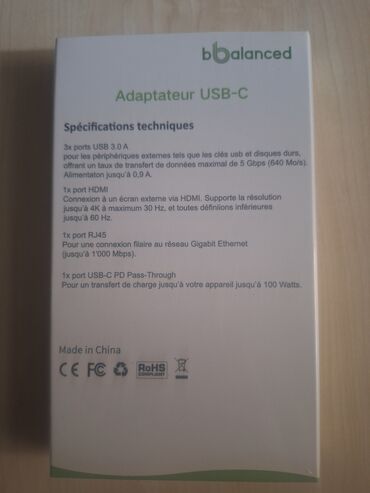 bbalanced
Adaptateur USB-C
Spécifications techniques
3x ports USB 3.0 A
pour les périphériques externes tels que les clés usb et disques durs,
offrant un taux de transfert de données maximal de 5 Gbps (640 Mo/s).
Alimentaton jusqu'à 0,9 A.
1x port HDMI
Connexion à un écran externe via HDMI. Supporte la résolution
jusqu'à 4K à maximum 30 Hz, et toutes définiions inférieures
jusqu'à 60 Hz.
1x port RJ45
Pour une connexion filaire au réseau Gigabit Ethernet
(jusqu'à 1'000 Mbps).
1x port USB-C PD Pass-Through
Pour un transfert de charge jusqu'à votre appareil jusqu'à 100 Watts.
Made in China
CE FC RoHS
COMPLIANT